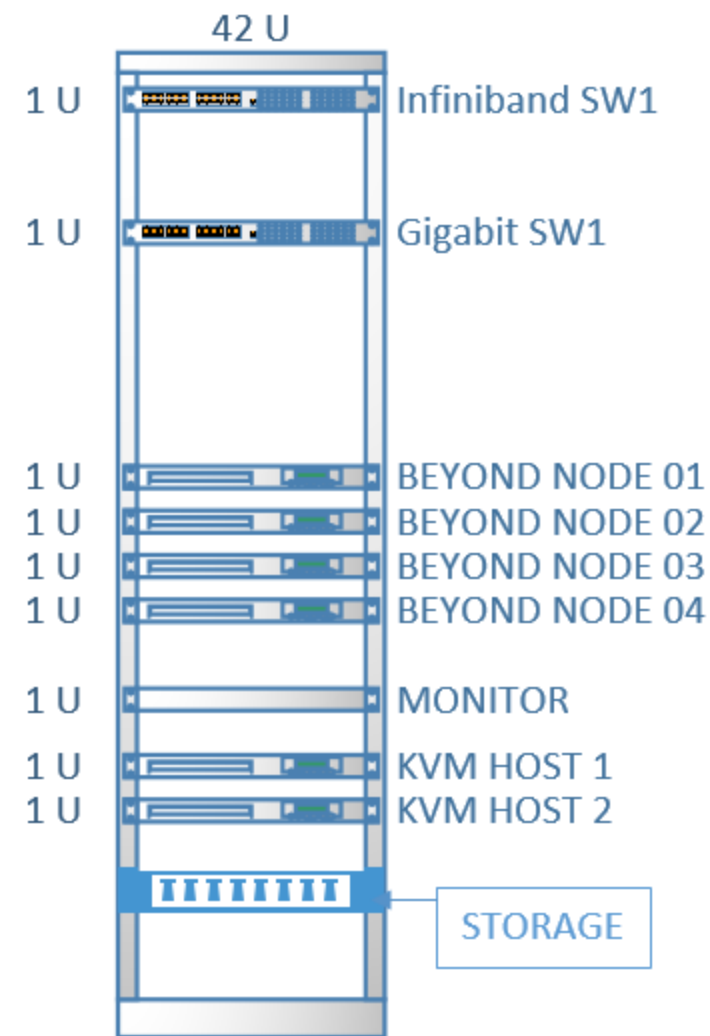 42 U
1 U Infiniband SW1
1 U Gigabit SW1
1 U BEYOND NODE 01
1 U BEYOND NODE 02
1 U BEYOND NODE 03
1 U BEYOND NODE 04
1 U MONITOR
1 U KVM HOST 1
1 U KVM HOST 2
STORAGE